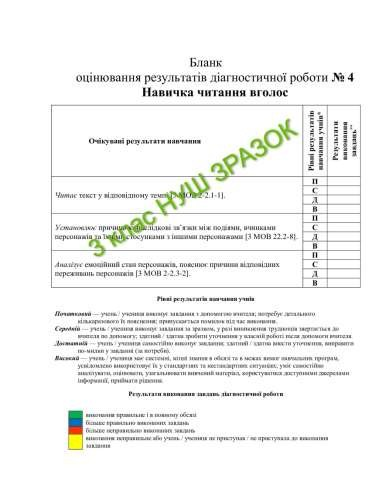 Бланк
оцінювання результатів діагностичної роботи № 4
Навичка читання вголос
Очікувані результати навчання
Рівні результатів
навчання учнів*
Результати
виконання
завдань**
Читає текст у відповідному темпі [3 МОВ 2-2.1-1].
П
С
Д
В
Установлює причинно-наслідкові зв’язки між подіями, вчинками
персонажів та їхніми стосунками з іншими персонажами [3 МОВ 22.2-8].
П
С
Д
В
Аналізує емоційний стан персонажів, пояснює причини відповідних
переживань персонажів [3 МОВ 2-2.3-2].
П
С
Д
В
3 клас НУШ ЗРАЗОК
Рівні результатів навчання учнів
Початковий — учень / учениця виконує завдання з допомогою вчителя; потребує детального
кількаразового їх пояснення; припускається помилок під час виконання.
Середній — учень / учениця виконує завдання за зразком, у разі виникнення труднощів звертається до
вчителя по допомогу; здатний / здатна зробити уточнення у власній роботі після допомоги вчителя.
Достатній — учень / учениця самостійно виконує завдання; здатний / здатна внести уточнення, виправити
по-милки у завданні (за потреби).
Високий — учень / учениця має системні, міцні знання в обсязі та в межах вимог навчальних програм,
усвідомлено використовує їх у стандартних та нестандартних ситуаціях; уміє самостійно
аналізувати, оцінювати, узагальнювати вивчений матеріал, користуватися доступними джерелами
інформації, приймати рішення.
Результати виконання завдань діагностичної роботи
виконання правильне і в повному обсязі
більше правильно виконаних завдань
більше неправильно виконаних завдань
виконання неправильне або учень / учениця не приступав / не приступала до виконання
завдання